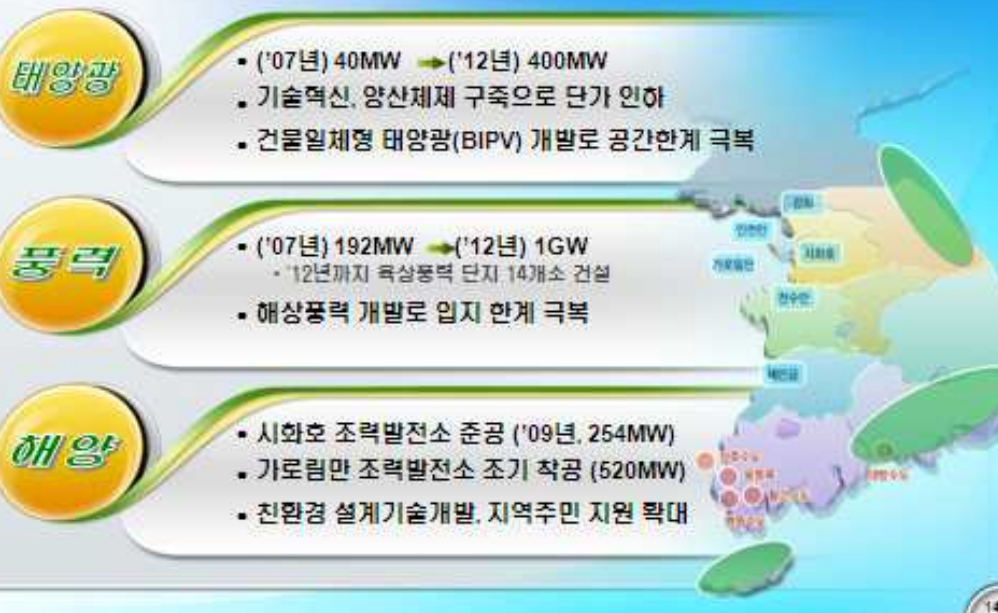 태양광
• ('07년) 40MW ➡('12년) 400MW
• 기술혁신, 양산체제 구축으로 단가 인하
• 건물일체형 태양광(BIPV) 개발로 공간한계 극복
풍력
• ('07년) 192MW ➡('12년) 1GW
• '12년까지 육상풍력 단지 14개소 건설
• 해상풍력 개발로 입지 한계 극복
해양
• 시화호 조력발전소 준공 ('09년, 254MW)
• 가로림만 조력발전소 조기 착공 (520MW)
• 친환경 설계기술개발, 지역주민 지원 확대
강화
인천만
시화호
가로림만
천수만